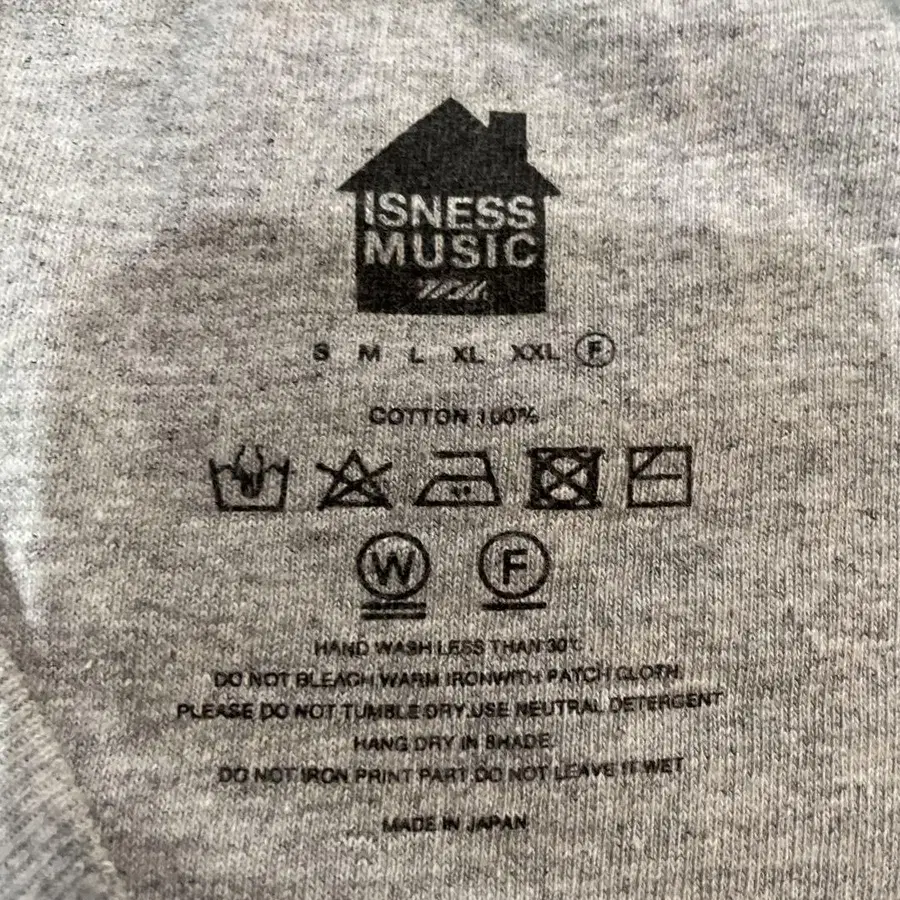 ISNESS
MUSIC
S M L XL XXL F
COTTON 100%
W F
HAND WASH LESS THAN 30℃.
DO NOT BLEACH.WARM IRONWITH PATCH CLOTH.
PLEASE DO NOT TUMBLE DRY.USE NEUTRAL DETERGENT
HANG DRY IN SHADE.
DO NOT IRON PRINT PART.DO NOT LEAVE IT WET
MADE IN JAPAN